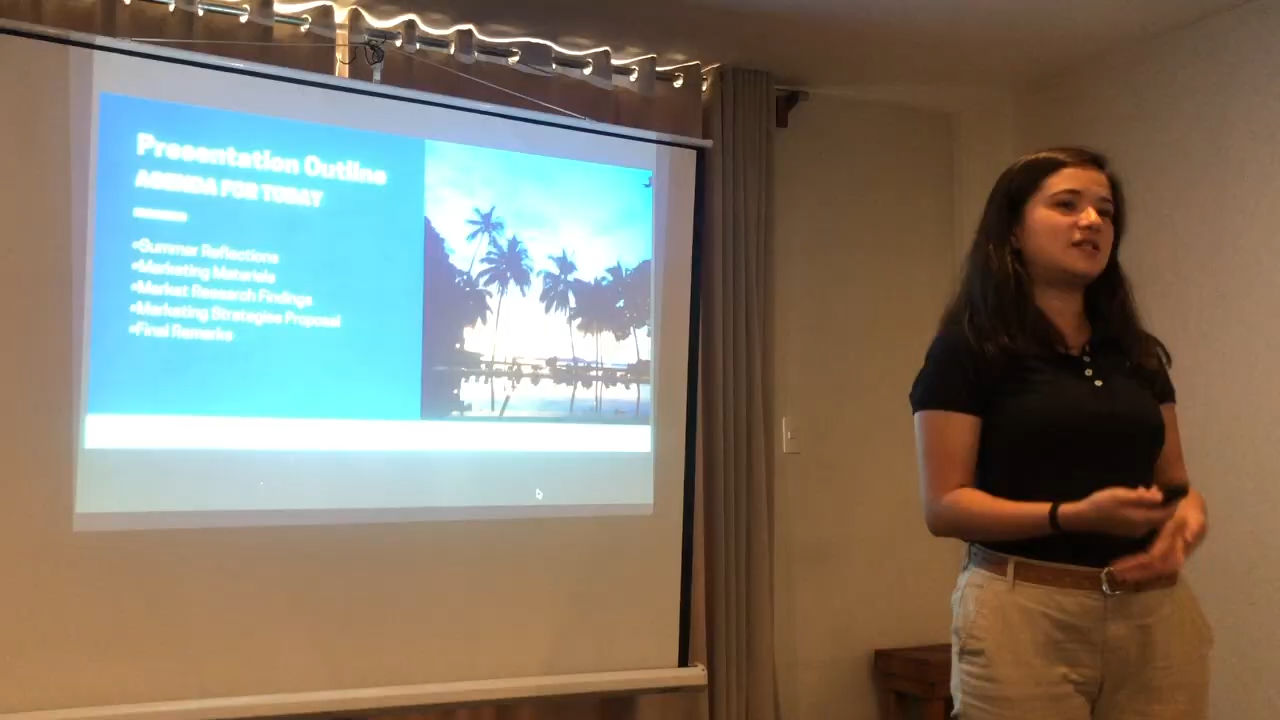 Presentation Outline
AGENDA FOR TODAY
•Summer Reflections
•Marketing Materials
•Market Research Findings
•Marketing Strategies Proposal
•Final Remarks